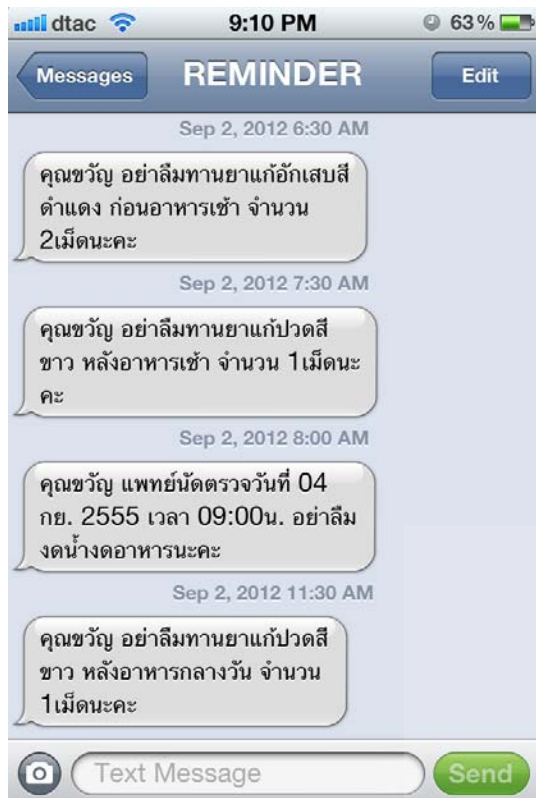 dtac 9:10 PM 63%
Messages REMINDER Edit
Sep 2, 2012 6:30 AM
คุณขวัญ อย่าลืมทานยาแก้อักเสบสี
ดำแดง ก่อนอาหารเช้า จำนวน
2เม็ดนะคะ
Sep 2, 2012 7:30 AM
คุณขวัญ อย่าลืมทานยาแก้ปวดสี
ขาว หลังอาหารเช้า จำนวน 1เม็ดนะ
คะ
Sep 2, 2012 8:00 AM
คุณขวัญ แพทย์นัดตรวจวันที่ 04
กย. 2555 เวลา 09:00น. อย่าลืม
งดน้ำงดอาหารนะคะ
Sep 2, 2012 11:30 AM
คุณขวัญ อย่าลืมทานยาแก้ปวดสี
ขาว หลังอาหารกลางวัน จำนวน
1เม็ดนะคะ
Text Message Send